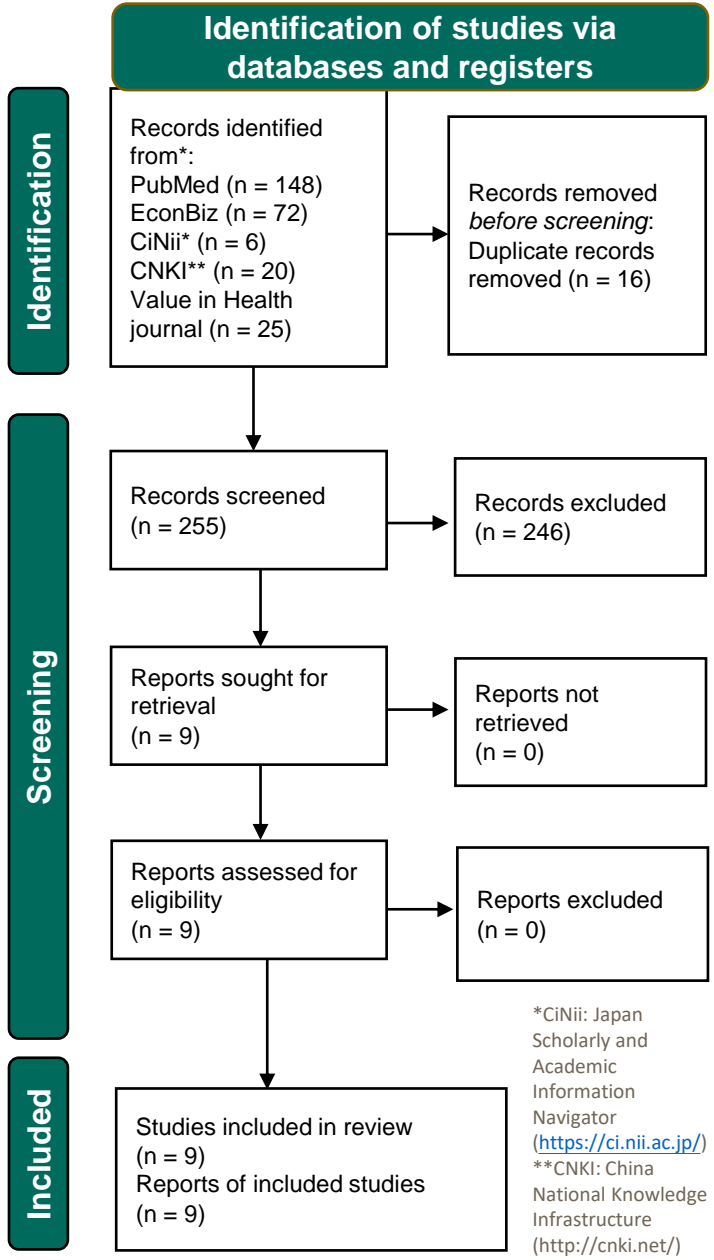 Identification of studies via
databases and registers
Identification
Records identified
from*:
PubMed (n = 148)
EconBiz (n = 72)
CiNii* (n = 6)
CNKI** (n = 20)
Value in Health
journal (n = 25)
Records removed
before screening:
Duplicate records
removed (n = 16)
Screening
Records screened
(n = 255)
Records excluded
(n = 246)
Reports sought for
retrieval
(n = 9)
Reports not
retrieved
(n = 0)
Reports assessed for
eligibility
(n = 9)
Reports excluded
(n = 0)
Included
Studies included in review
(n = 9)
Reports of included studies
(n = 9)
*CiNii: Japan
Scholarly and
Academic
Information
Navigator
(https://ci.nii.ac.jp/)
**CNKI: China
National Knowledge
Infrastructure
(http://cnki.net/)